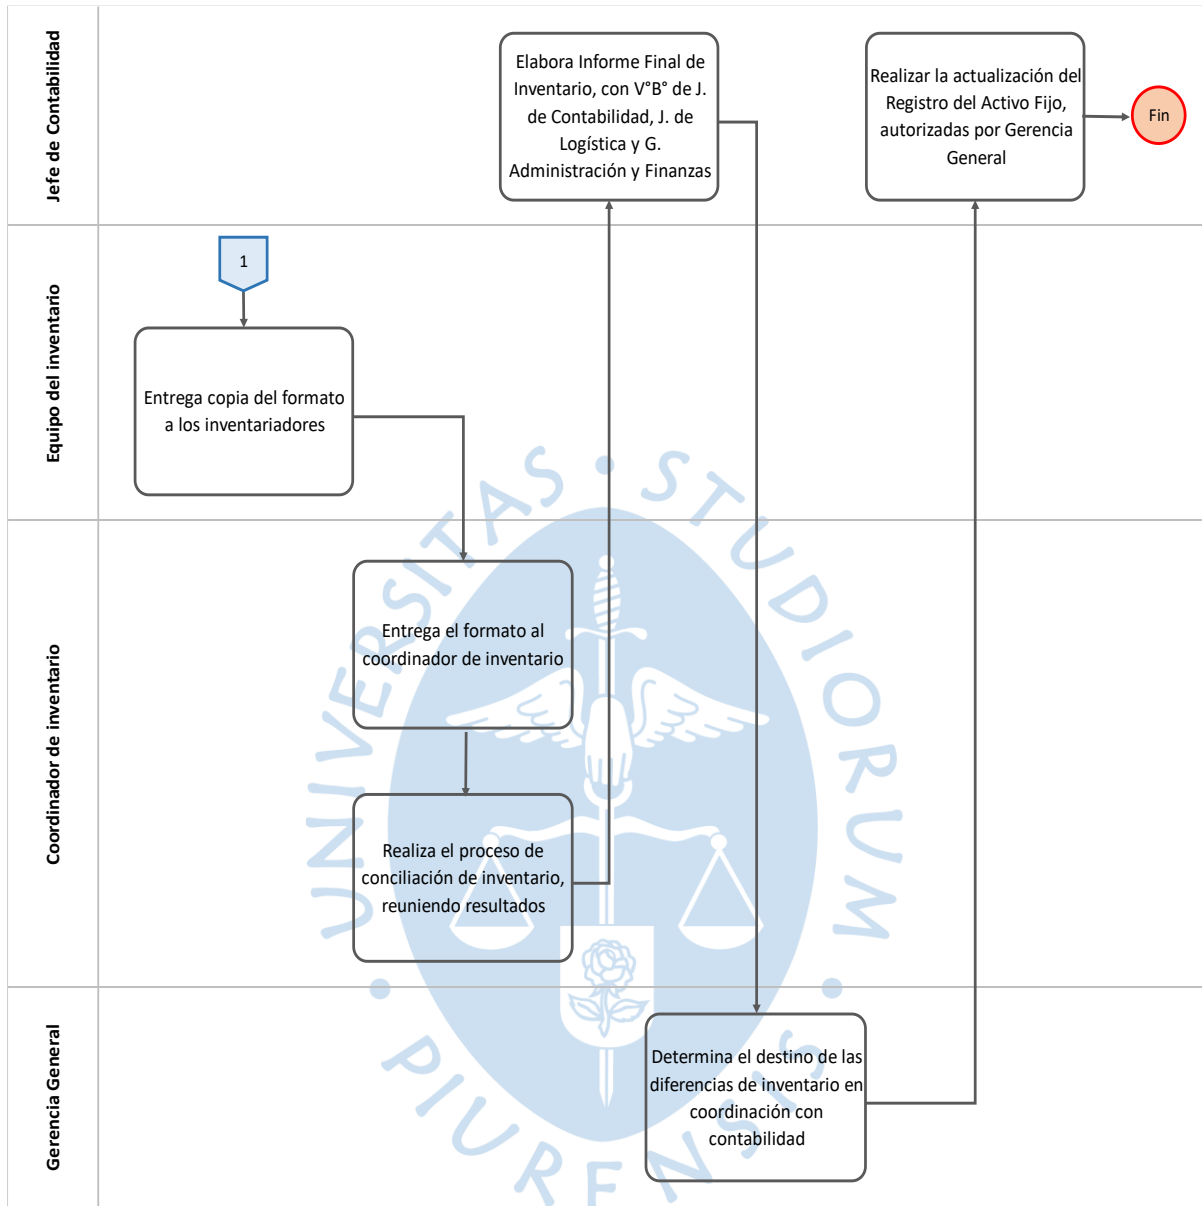 Jefe de Contabilidad
Elabora Informe Final de
Inventario, con V°B° de J.
de Contabilidad, J. de
Logística y G.
Administración y Finanzas
Realizar la actualización del
Registro del Activo Fijo,
autorizadas por Gerencia
General
Fin
Equipo del inventario
1
Entrega copia del formato
a los inventariadores
Coordinador de inventario
Entrega el formato al
coordinador de inventario
Realiza el proceso de
conciliación de inventario,
reuniendo resultados
Gerencia General
Determina el destino de las
diferencias de inventario en
coordinación con
contabilidad
UNIVERSITAS · STUDIORUM · PIURENSIS ·